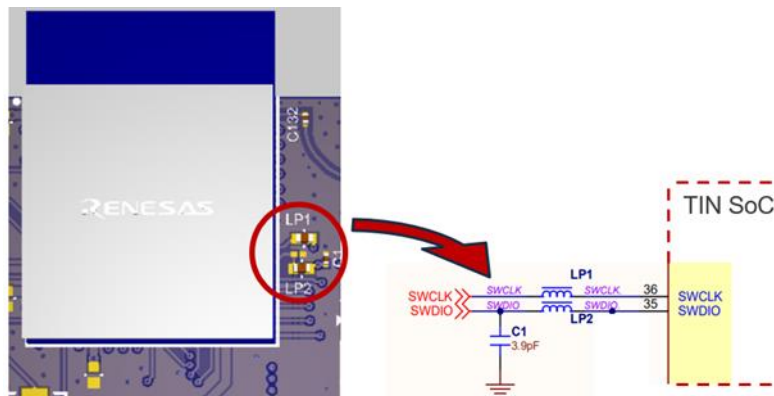 C132
RENESAS
LP1
C1
LP2
TIN SoC
LP1
SWCLK
SWCLK
SWCLK
36
SWCLK
SWDIO
SWDIO
SWDIO
35
SWDIO
LP2
C1
3.9pF